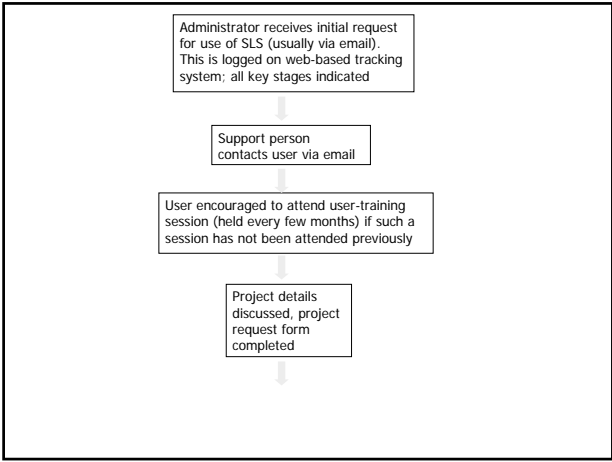 Administrator receives initial request
for use of SLS (usually via email).
This is logged on web-based tracking
system; all key stages indicated
Support person
contacts user via email
User encouraged to attend user-training
session (held every few months) if such a
session has not been attended previously
Project details
discussed, project
request form
completed